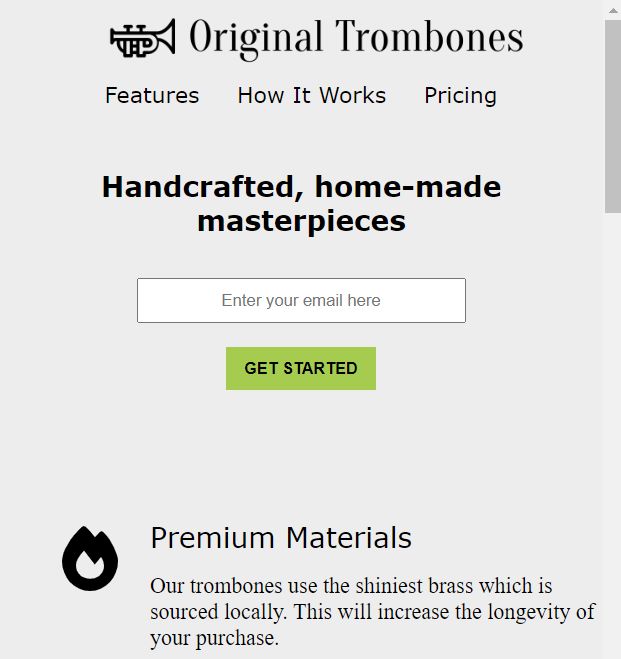 Original Trombones
Features How It Works Pricing
Handcrafted, home-made
masterpieces
Enter your email here
GET STARTED
Premium Materials
Our trombones use the shiniest brass which is
sourced locally. This will increase the longevity of
your purchase.